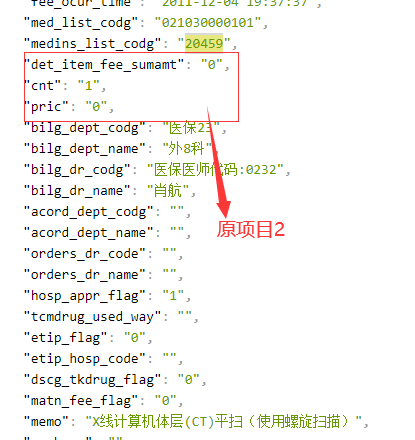 "fee_ocur_time": "2011-12-04 19:37:37",
"med_list_codg": "021030000101",
"medins_list_codg": "20459",
"det_item_fee_sumamt": "0",
"cnt": "1",
"pric": "0",
"bilg_dept_codg": "医保23",
"bilg_dept_name": "外8科",
"bilg_dr_codg": "医保医师代码:0232",
"bilg_dr_name": "肖航",
"acord_dept_codg": "",
"acord_dept_name": "",
原项目2
"orders_dr_code": "",
"orders_dr_name": "",
"hosp_appr_flag": "1",
"tcmdrug_used_way": "",
"etip_flag": "0",
"etip_hosp_code": "",
"dscg_tkdrug_flag": "0",
"matn_fee_flag": "0",
"memo": "X线计算机体层(CT)平扫（使用螺旋扫描）",